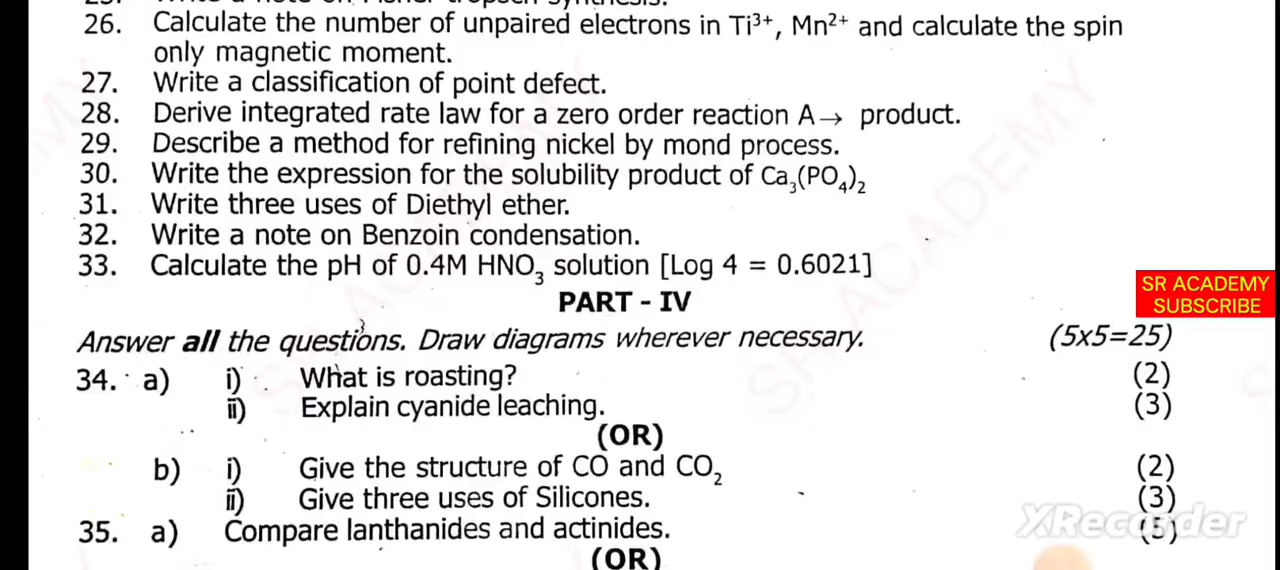 26. Calculate the number of unpaired electrons in Ti³⁺, Mn²⁺ and calculate the spin
only magnetic moment.
27. Write a classification of point defect.
28. Derive integrated rate law for a zero order reaction A→ product.
29. Describe a method for refining nickel by mond process.
30. Write the expression for the solubility product of Ca₃(PO₄)₂
31. Write three uses of Diethyl ether.
32. Write a note on Benzoin condensation.
33. Calculate the pH of 0.4M HNO₃ solution [Log 4 = 0.6021]
PART - IV
SR ACADEMY
SUBSCRIBE
Answer all the questions. Draw diagrams wherever necessary. (5x5=25)
34. a) i) What is roasting? (2)
ii) Explain cyanide leaching. (3)
(OR)
b) i) Give the structure of CO and CO₂ (2)
ii) Give three uses of Silicones. (3)
XRecorder
35. a) Compare lanthanides and actinides. (5)
(OR)